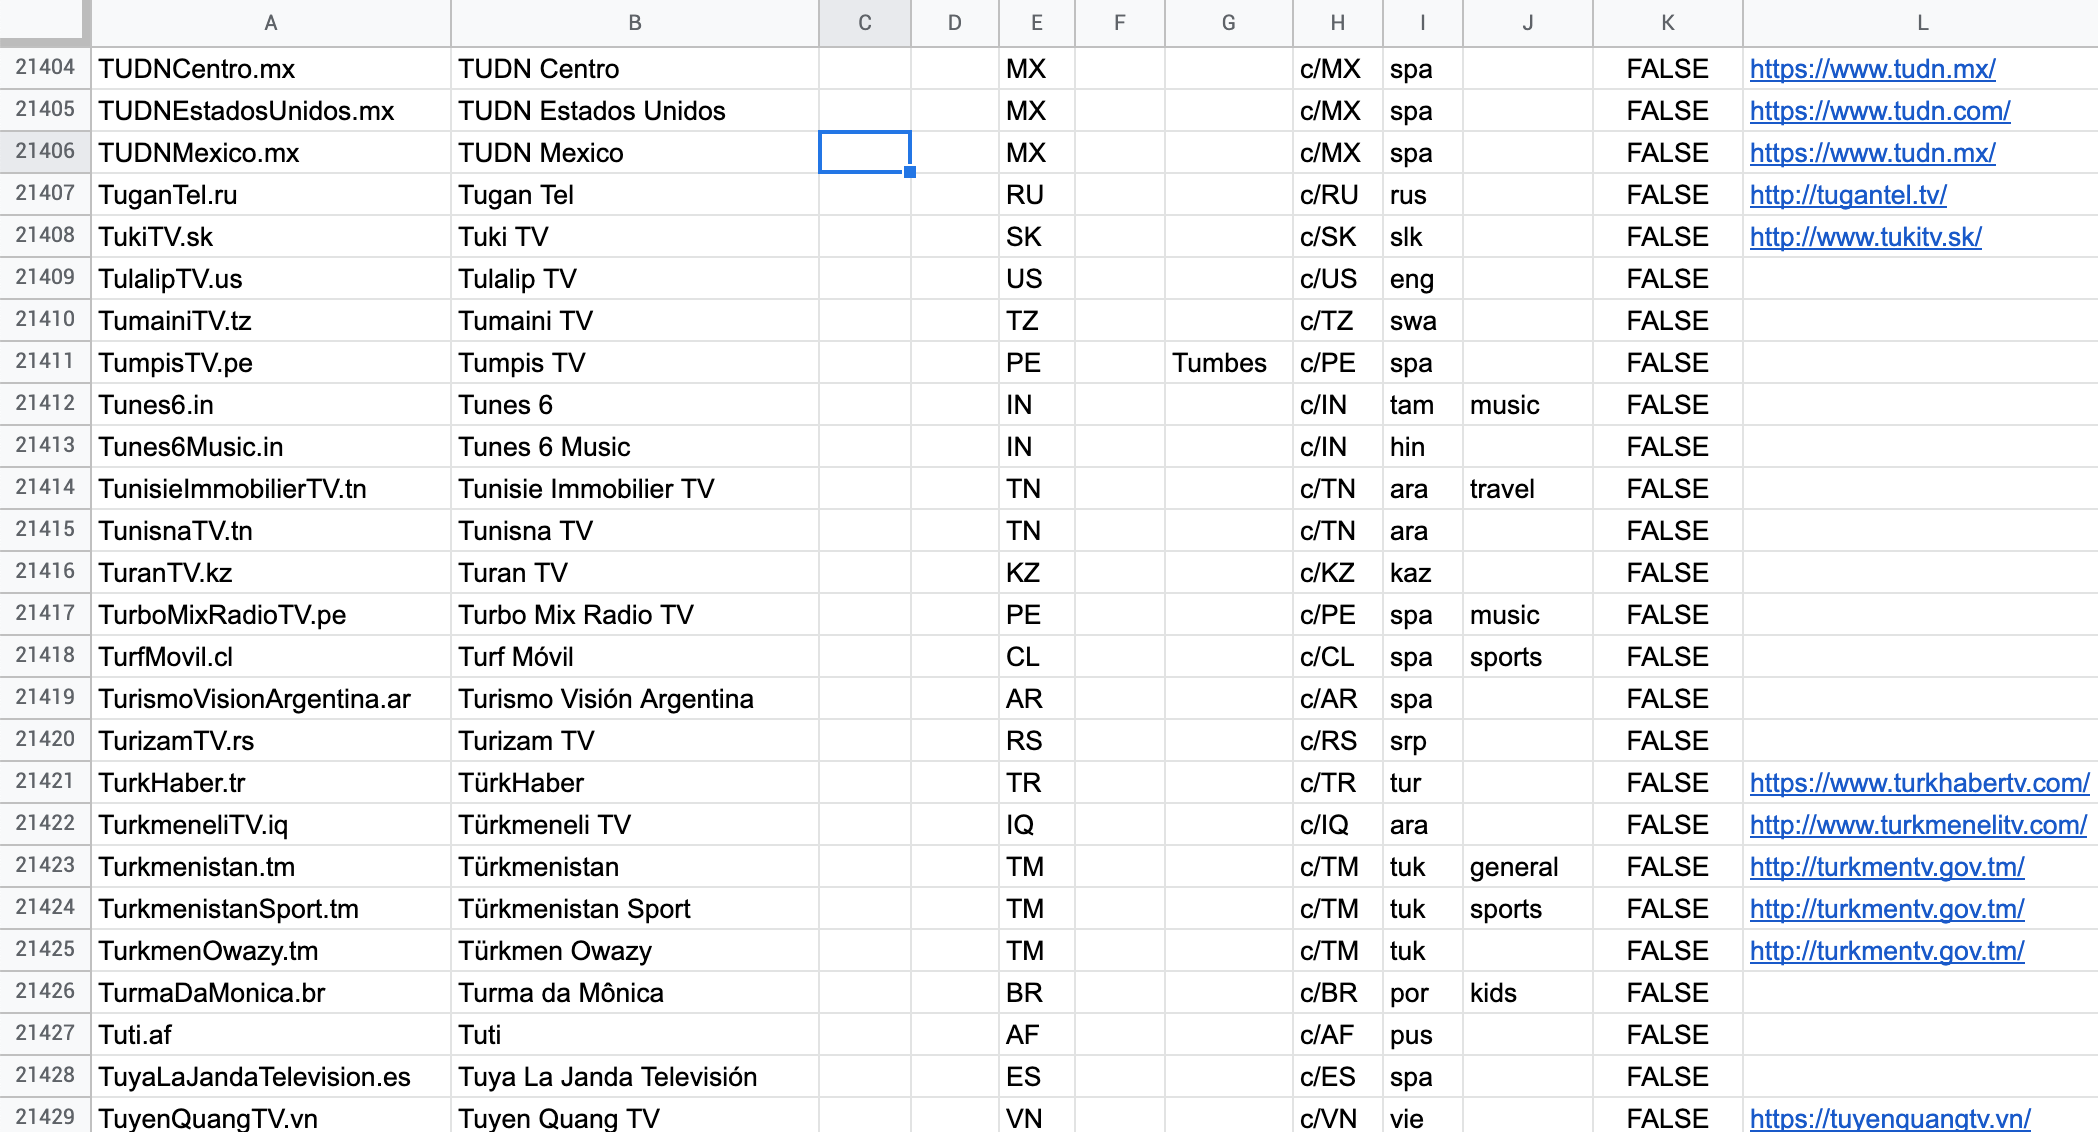 A B C D E F G H I J K L
21404 TUDNCentro.mx TUDN Centro MX c/MX spa FALSE https://www.tudn.mx/
21405 TUDNEstadosUnidos.mx TUDN Estados Unidos MX c/MX spa FALSE https://www.tudn.com/
21406 TUDNMexico.mx TUDN Mexico MX c/MX spa FALSE https://www.tudn.mx/
21407 TuganTel.ru Tugan Tel RU c/RU rus FALSE http://tugantel.tv/
21408 TukiTV.sk Tuki TV SK c/SK slk FALSE http://www.tukitv.sk/
21409 TulalipTV.us Tulalip TV US c/US eng FALSE
21410 TumainiTV.tz Tumaini TV TZ c/TZ swa FALSE
21411 TumpisTV.pe Tumpis TV PE Tumbes c/PE spa FALSE
21412 Tunes6.in Tunes 6 IN c/IN tam music FALSE
21413 Tunes6Music.in Tunes 6 Music IN c/IN hin FALSE
21414 TunisieImmobilierTV.tn Tunisie Immobilier TV TN c/TN ara travel FALSE
21415 TunisnaTV.tn Tunisna TV TN c/TN ara FALSE
21416 TuranTV.kz Turan TV KZ c/KZ kaz FALSE
21417 TurboMixRadioTV.pe Turbo Mix Radio TV PE c/PE spa music FALSE
21418 TurfMovil.cl Turf Móvil CL c/CL spa sports FALSE
21419 TurismoVisionArgentina.ar Turismo Visión Argentina AR c/AR spa FALSE
21420 TurizamTV.rs Turizam TV RS c/RS srp FALSE
21421 TurkHaber.tr TürkHaber TR c/TR tur FALSE https://www.turkhabertv.com/
21422 TurkmeneliTV.iq Türkmeneli TV IQ c/IQ ara FALSE http://www.turkmenelitv.com/
21423 Turkmenistan.tm Türkmenistan TM c/TM tuk general FALSE http://turkmentv.gov.tm/
21424 TurkmenistanSport.tm Türkmenistan Sport TM c/TM tuk sports FALSE http://turkmentv.gov.tm/
21425 TurkmenOwazy.tm Türkmen Owazy TM c/TM tuk FALSE http://turkmentv.gov.tm/
21426 TurmaDaMonica.br Turma da Mônica BR c/BR por kids FALSE
21427 Tuti.af Tuti AF c/AF pus FALSE
21428 TuyaLaJandaTelevision.es Tuya La Janda Televisión ES c/ES spa FALSE
21429 TuyenQuangTV.vn Tuyen Quang TV VN c/VN vie FALSE https://tuyenquangtv.vn/